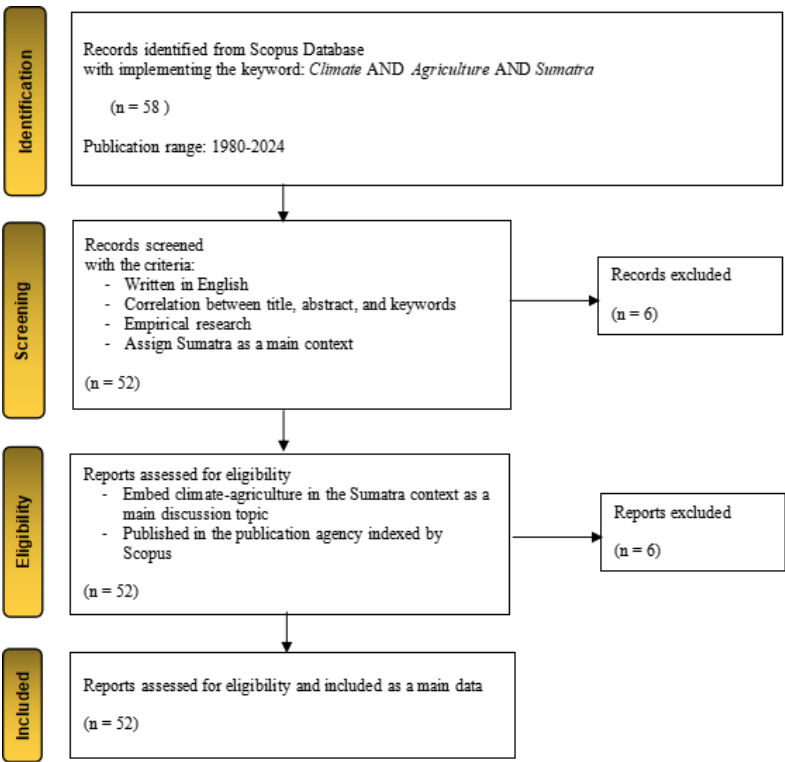 Identification
Records identified from Scopus Database
with implementing the keyword: Climate AND Agriculture AND Sumatra
(n = 58 )
Publication range: 1980-2024
Screening
Records screened
with the criteria:
- Written in English
- Correlation between title, abstract, and keywords
- Empirical research
- Assign Sumatra as a main context
(n = 52)
Records excluded
(n = 6)
Eligibility
Reports assessed for eligibility
- Embed climate-agriculture in the Sumatra context as a
main discussion topic
- Published in the publication agency indexed by
Scopus
(n = 52)
Reports excluded
(n = 6)
Included
Reports assessed for eligibility and included as a main data
(n = 52)